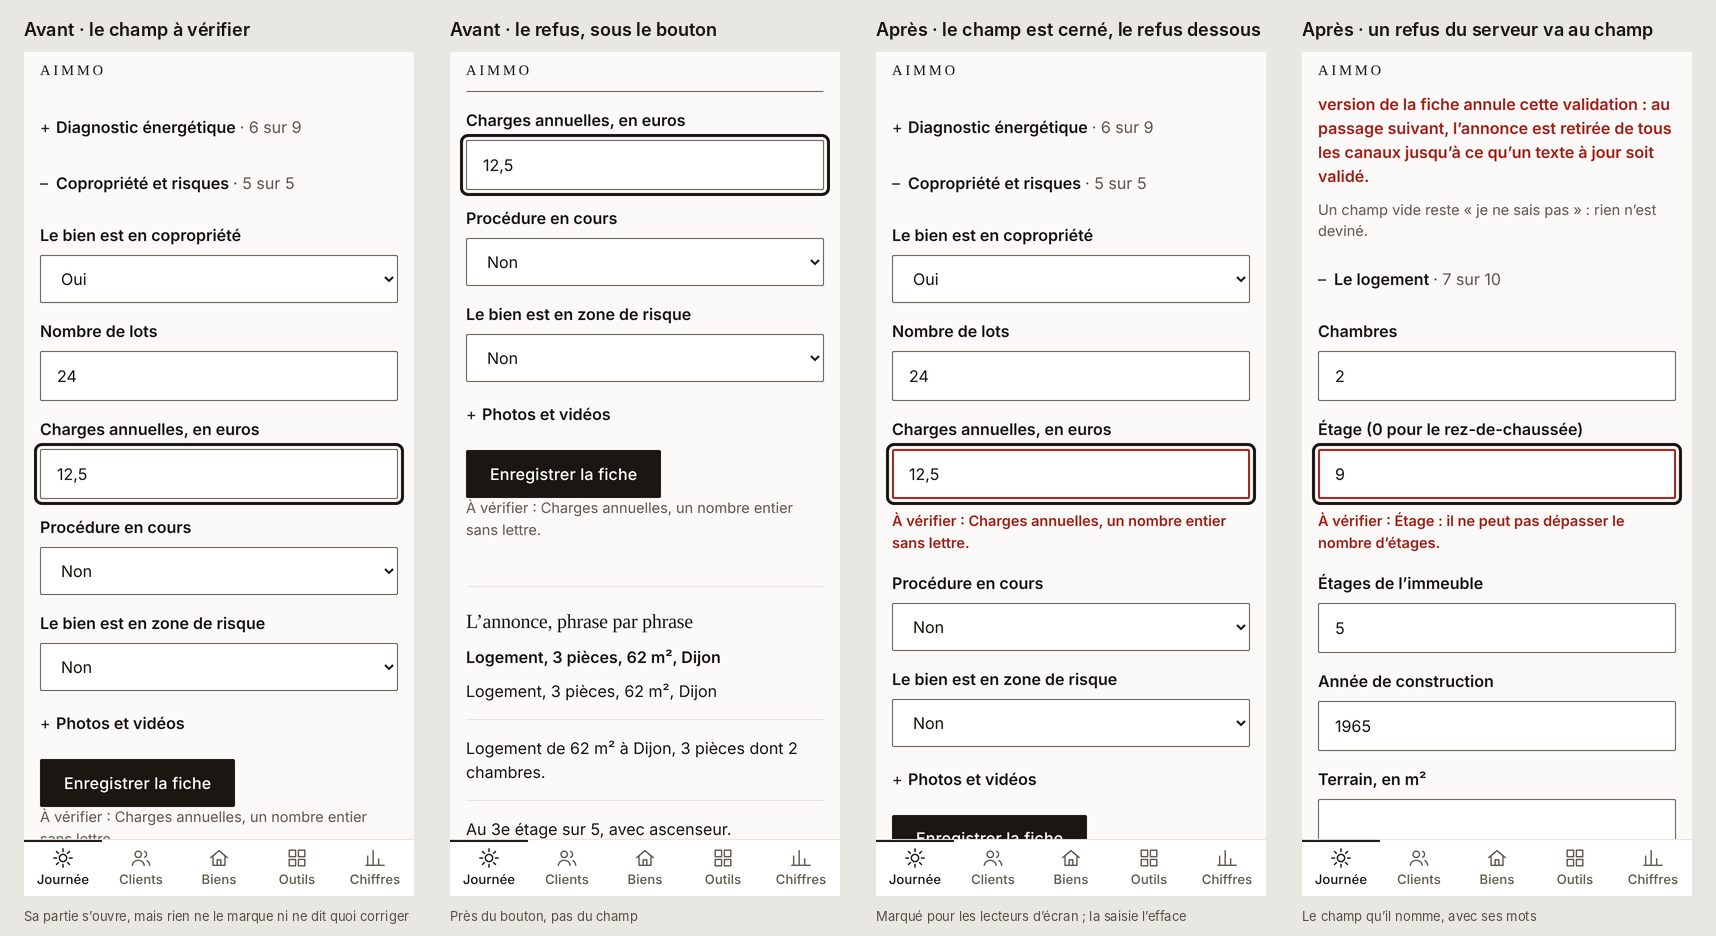 Avant · le champ à vérifier
AIMMO
+ Diagnostic énergétique · 6 sur 9
– Copropriété et risques · 5 sur 5
Le bien est en copropriété
Oui
Nombre de lots
24
Charges annuelles, en euros
12,5
Procédure en cours
Non
Le bien est en zone de risque
Non
+ Photos et vidéos
Enregistrer la fiche
À vérifier : Charges annuelles, un nombre entier
sans lettre.
Journée Clients Biens Outils Chiffres
Sa partie s’ouvre, mais rien ne le marque ni ne dit quoi corriger
Avant · le refus, sous le bouton
AIMMO
Charges annuelles, en euros
12,5
Procédure en cours
Non
Le bien est en zone de risque
Non
+ Photos et vidéos
Enregistrer la fiche
À vérifier : Charges annuelles, un nombre entier
sans lettre.
L’annonce, phrase par phrase
Logement, 3 pièces, 62 m², Dijon
Logement, 3 pièces, 62 m², Dijon
Logement de 62 m² à Dijon, 3 pièces dont 2
chambres.
Au 3e étage sur 5, avec ascenseur.
Journée Clients Biens Outils Chiffres
Près du bouton, pas du champ
Après · le champ est cerné, le refus dessous
AIMMO
+ Diagnostic énergétique · 6 sur 9
– Copropriété et risques · 5 sur 5
Le bien est en copropriété
Oui
Nombre de lots
24
Charges annuelles, en euros
12,5
À vérifier : Charges annuelles, un nombre entier
sans lettre.
Procédure en cours
Non
Le bien est en zone de risque
Non
+ Photos et vidéos
Enregistrer la fiche
Journée Clients Biens Outils Chiffres
Marqué pour les lecteurs d’écran ; la saisie l’efface
Après · un refus du serveur va au champ
AIMMO
version de la fiche annule cette validation : au
passage suivant, l’annonce est retirée de tous
les canaux jusqu’à ce qu’un texte à jour soit
validé.
Un champ vide reste « je ne sais pas » : rien n’est
deviné.
– Le logement · 7 sur 10
Chambres
2
Étage (0 pour le rez-de-chaussée)
9
À vérifier : Étage : il ne peut pas dépasser le
nombre d’étages.
Étages de l’immeuble
5
Année de construction
1965
Terrain, en m²
Journée Clients Biens Outils Chiffres
Le champ qu’il nomme, avec ses mots